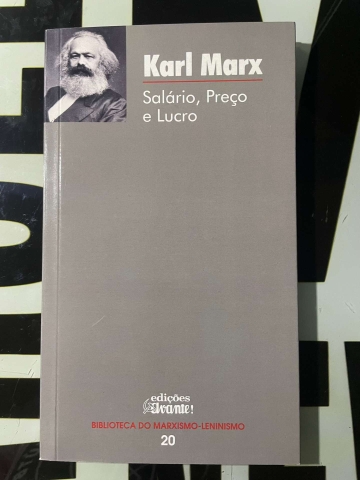 Karl Marx
Salário, Preço
e Lucro
edições
Avante!
BIBLIOTECA DO MARXISMO-LENINISMO
20